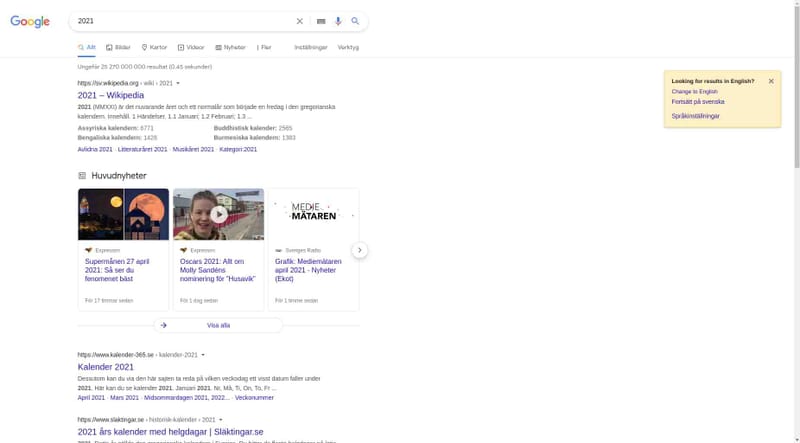 Google
2021
Allt Bilder Kartor Videor Nyheter Fler Inställningar Verktyg
Ungefär 25 270 000 000 resultat (0,45 sekunder)
https://sv.wikipedia.org › wiki › 2021
2021 – Wikipedia
2021 (MMXXI) är det nuvarande året och ett normalår som började en fredag i den gregorianska
kalendern. Innehåll. 1 Händelser. 1.1 Januari; 1.2 Februari; 1.3 ...
Assyriska kalendern: 6771 Buddhistisk kalender: 2565
Bengaliska kalendern: 1428 Burmesiska kalendern: 1383
Avlidna 2021 · Litteraturåret 2021 · Musikåret 2021 · Kategori:2021
Looking for results in English?
Change to English
Fortsätt på svenska
Språkinställningar
Huvudnyheter
MEDIE
MÄTAREN
Expressen
Supermånen 27 april
2021: Så ser du
fenomenet bäst
För 17 timmar sedan
Expressen
Oscars 2021: Allt om
Molly Sandéns
nominering för "Husavik"
För 1 dag sedan
Sveriges Radio
Grafik: Mediemätaren
april 2021 - Nyheter
(Ekot)
För 1 timme sedan
Visa alla
https://www.kalender-365.se › kalender-2021
Kalender 2021
Dessutom kan du via den här sajten ta reda på vilken veckodag ett visst datum faller under
2021. Här kan du se kalender 2021. Januari 2021. Nr, Må, Ti, On, To, Fr ...
April 2021 · Mars 2021 · Midsommardagen 2021, 2022... · Veckonummer
https://www.slaktingar.se › historisk-kalender › 2021
2021 års kalender med helgdagar | Släktingar.se